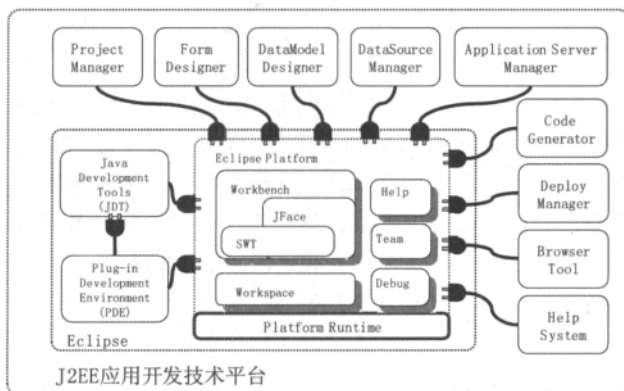 Project
Manager
Form
Designer
DataModel
Designer
DataSource
Manager
Application Server
Manager
Code
Generator
Eclipse Platform
Java
Development
Tools
(JDT)
Workbench
JFace
SWT
Help
Deploy
Manager
Team
Browser
Tool
Plug-in
Development
Environment
(PDE)
Workspace
Debug
Help
System
Platform Runtime
Eclipse
J2EE应用开发技术平台